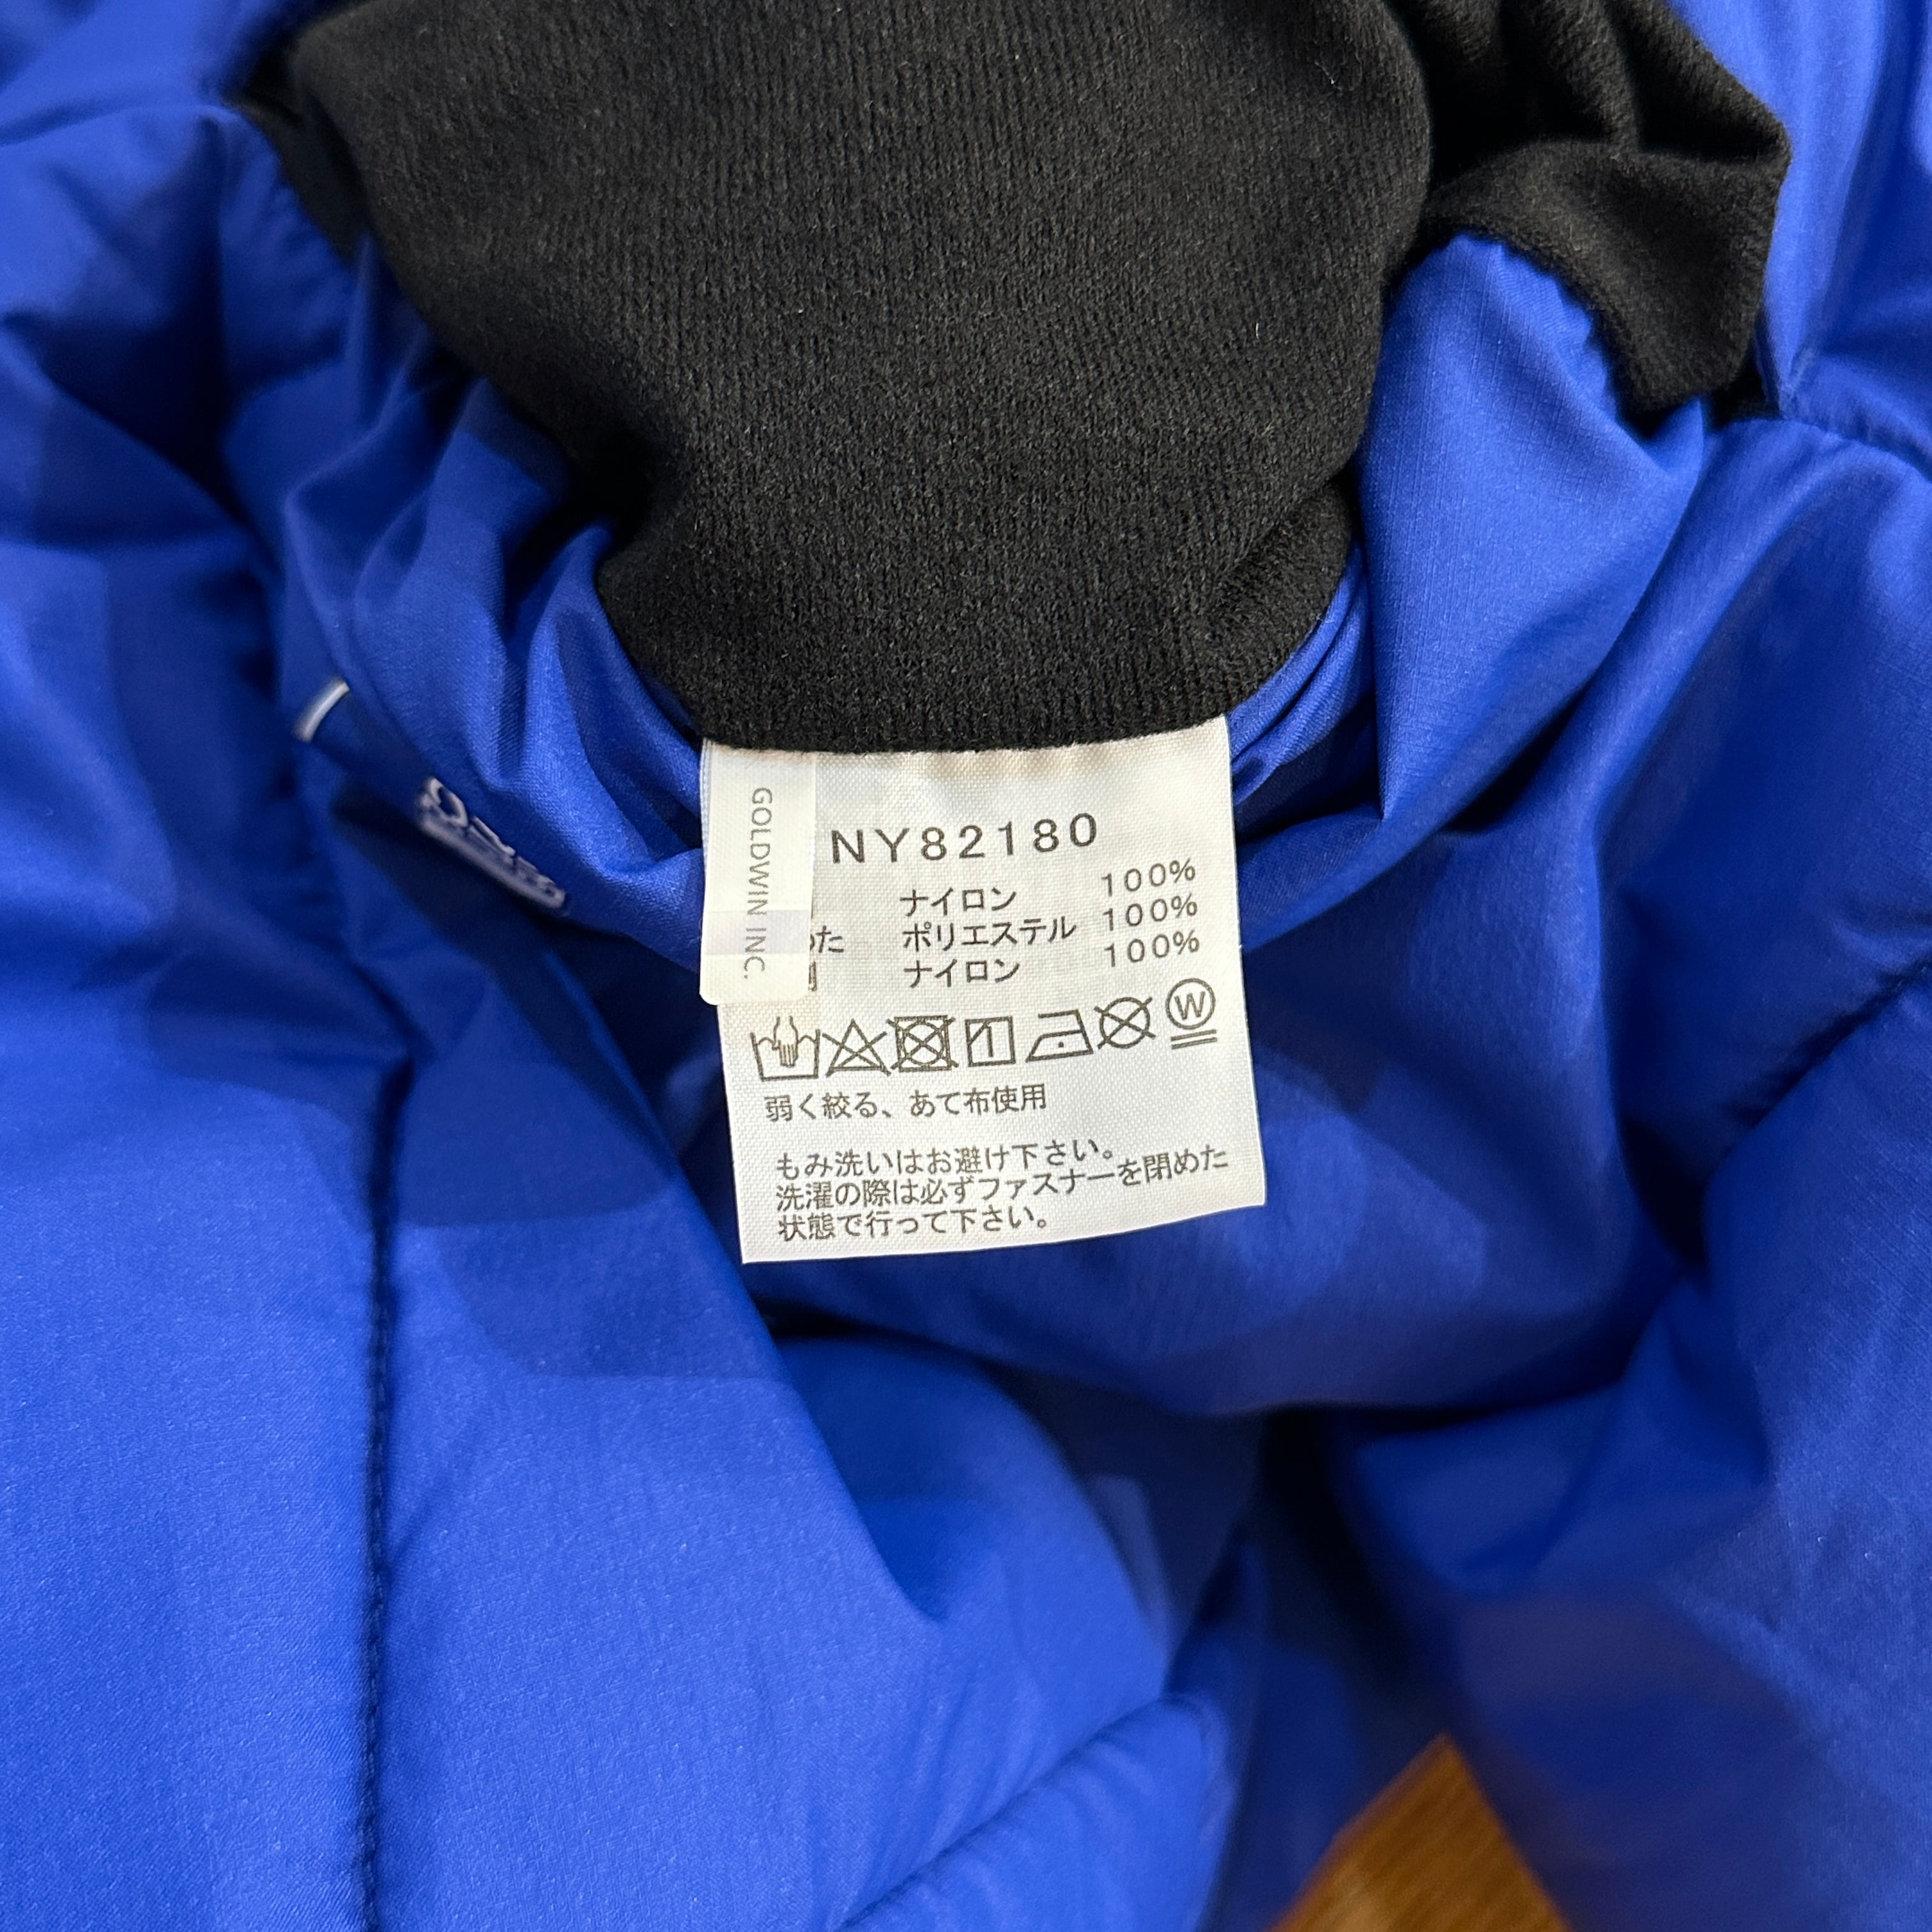 GOLDWIN INC.
NY82180
ナイロン 100%
た ポリエステル 100%
ナイロン 100%
W
弱く絞る、あて布使用
もみ洗いはお避け下さい。
洗濯の際は必ずファスナーを閉めた
状態で行って下さい。